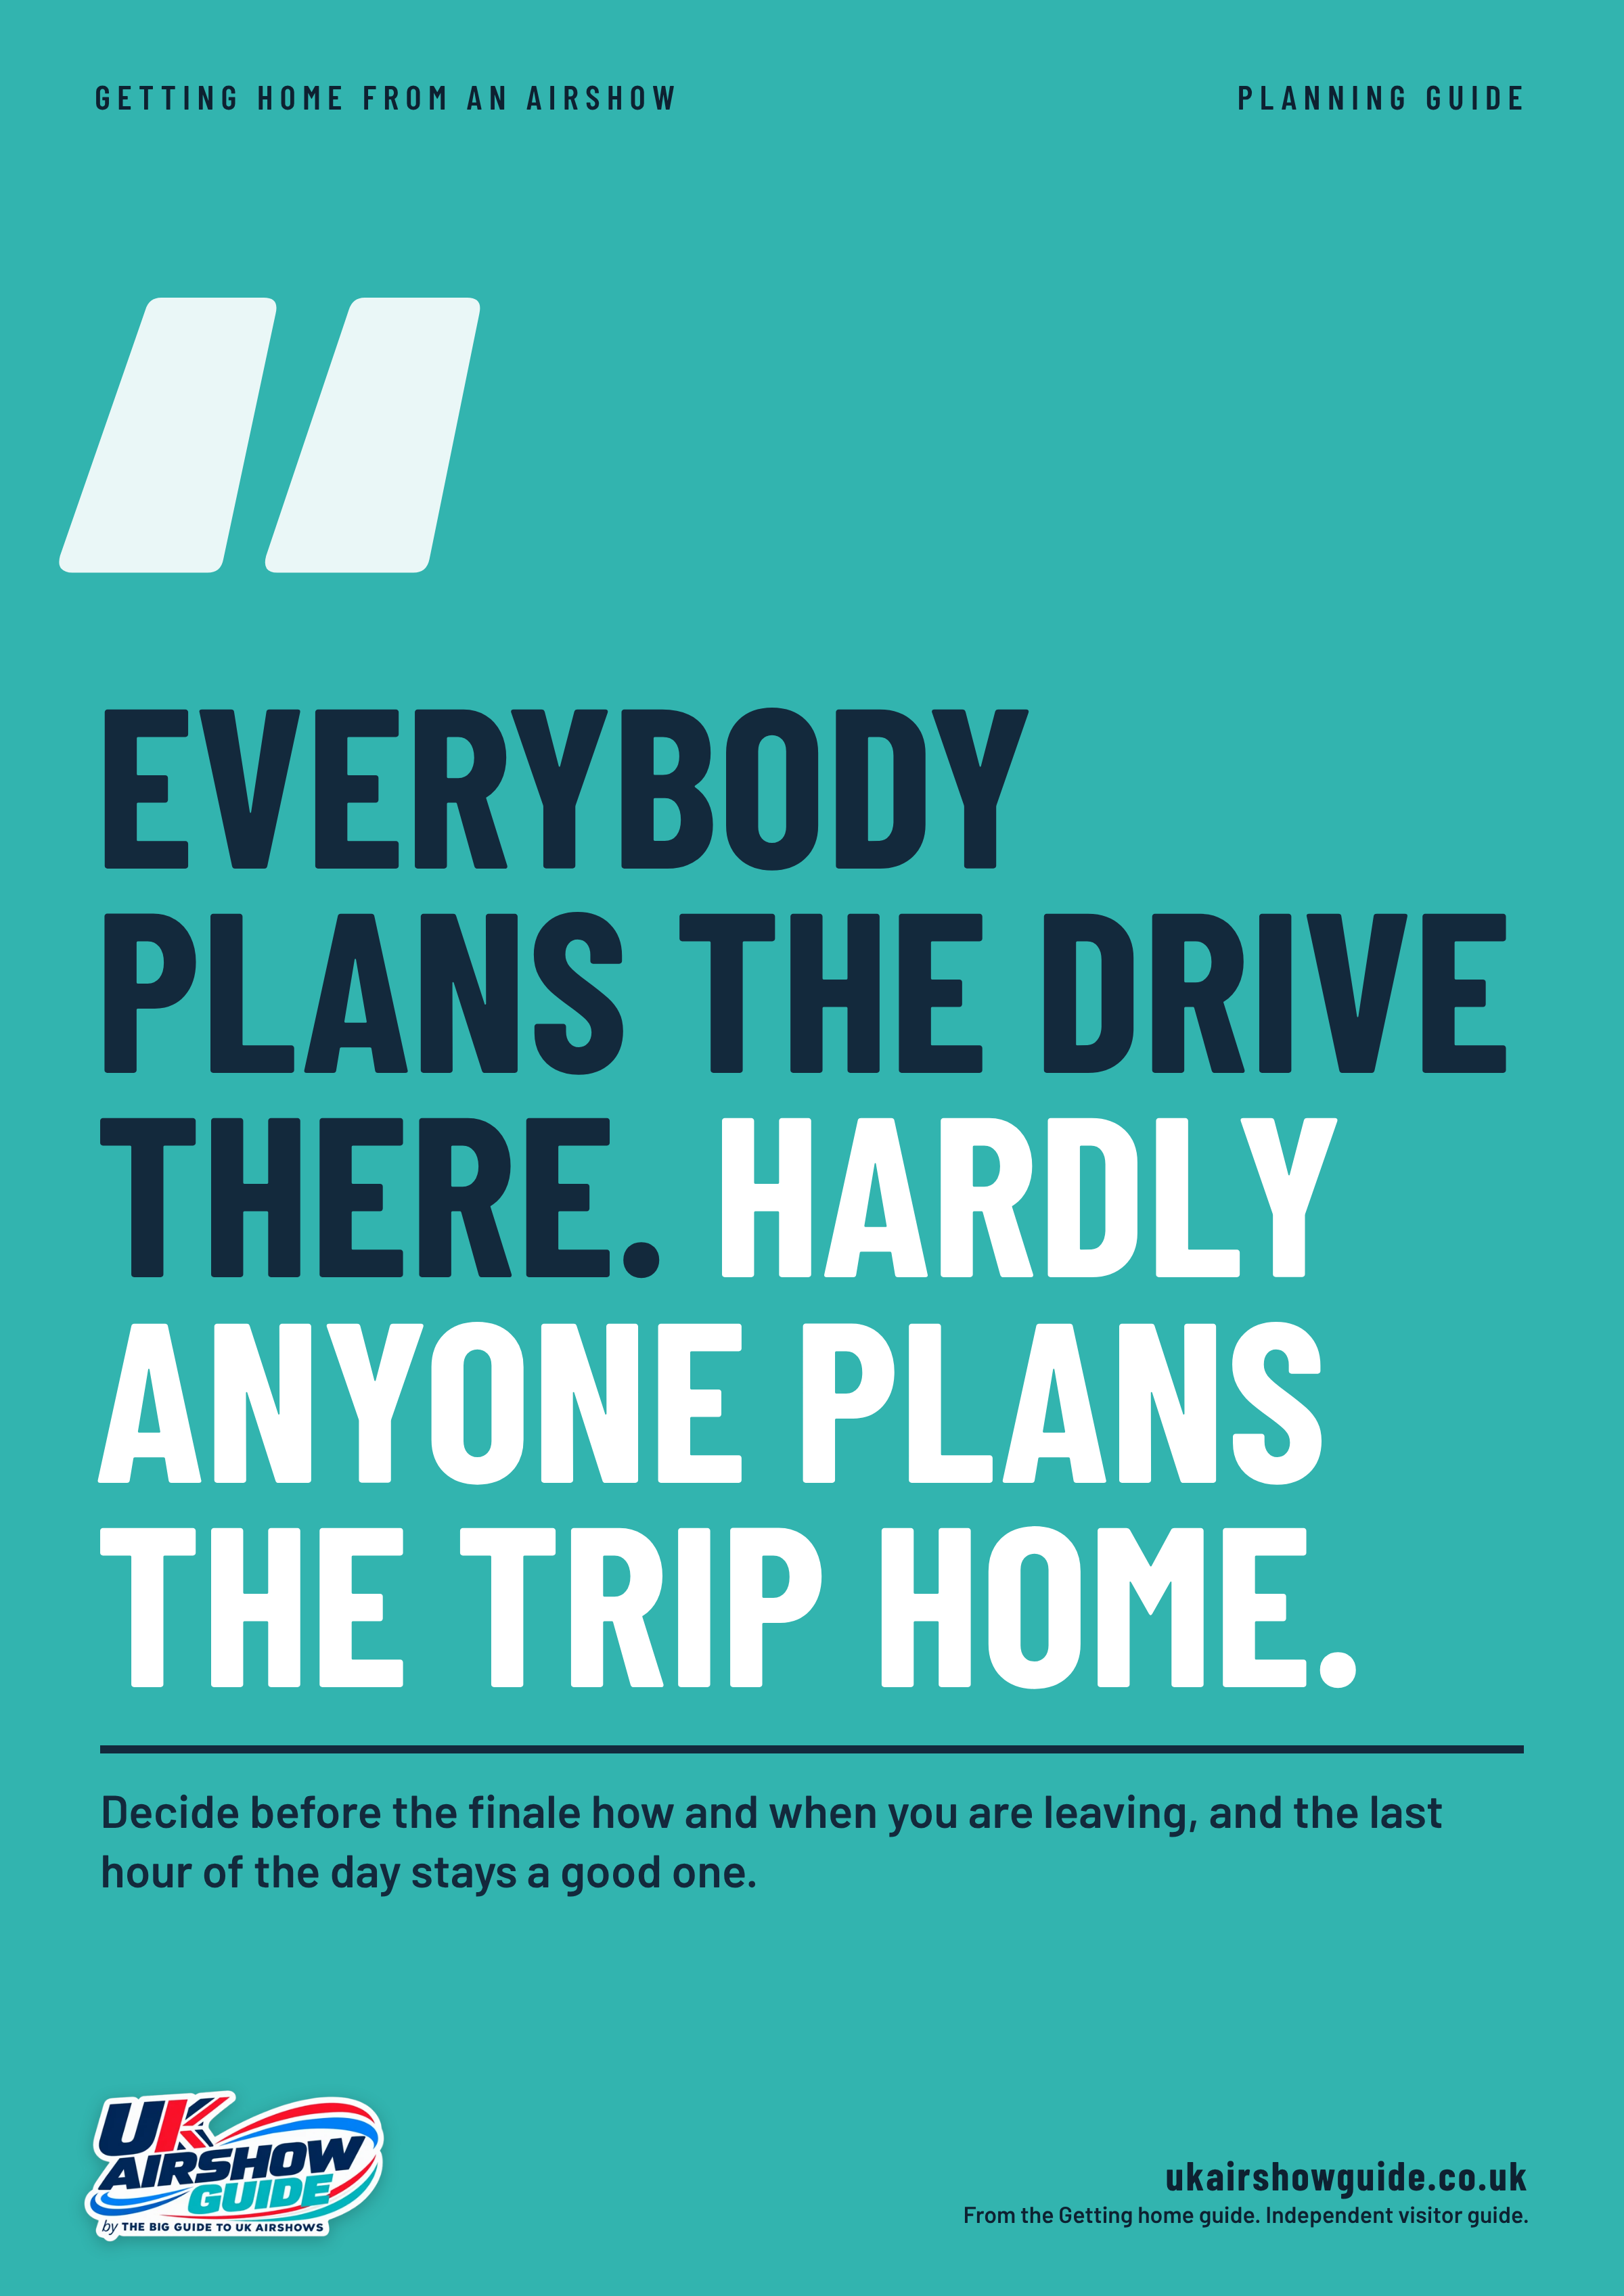 GETTING HOME FROM AN AIRSHOW
PLANNING GUIDE
"
EVERYBODY
PLANS THE DRIVE
THERE. HARDLY
ANYONE PLANS
THE TRIP HOME.
Decide before the finale how and when you are leaving, and the last
hour of the day stays a good one.
UK
AIRSHOW
GUIDE
by THE BIG GUIDE TO UK AIRSHOWS
ukairshowguide.co.uk
From the Getting home guide. Independent visitor guide.